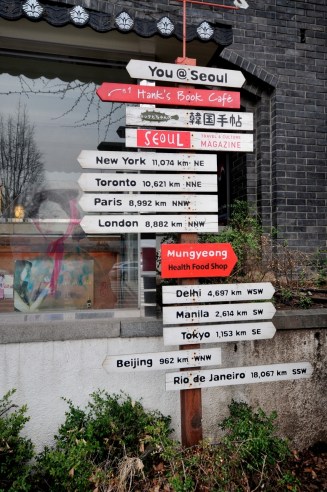 You @ Seoul
Hank's Book Cafe
韓国手帖
SEOUL TRAVEL & CULTURE
MAGAZINE
New York 11,074 km · NE
Toronto 10,621 km · NNE
Paris 8,992 km · NNW
London 8,882 km · NNW
Mungyeong
Health Food Shop
Delhi 4,697 km · WSW
Manila 2,614 km · SW
Tokyo 1,153 km · SE
Beijing 962 km · WNW
Rio de Janeiro 18,067 km · SSW